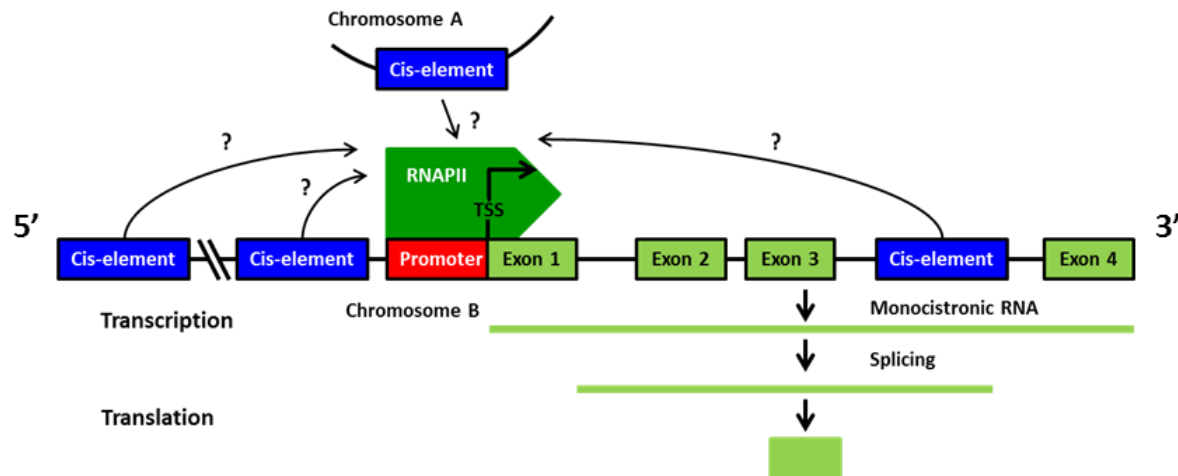 Chromosome A
Cis-element
?
?
?
?
RNAPII
TSS
5’
3’
Cis-element
Cis-element
Promoter
Exon 1
Exon 2
Exon 3
Cis-element
Exon 4
Chromosome B
Monocistronic RNA
Transcription
Splicing
Translation